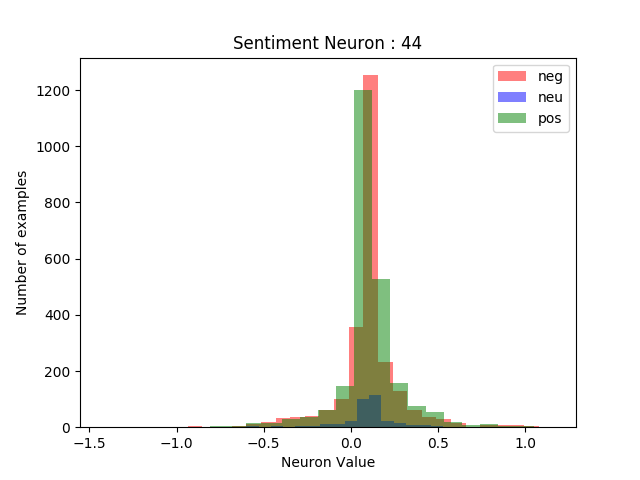 Sentiment Neuron : 44
neg
neu
pos
Number of examples
1200
1000
800
600
400
200
0
−1.5 −1.0 −0.5 0.0 0.5 1.0
Neuron Value